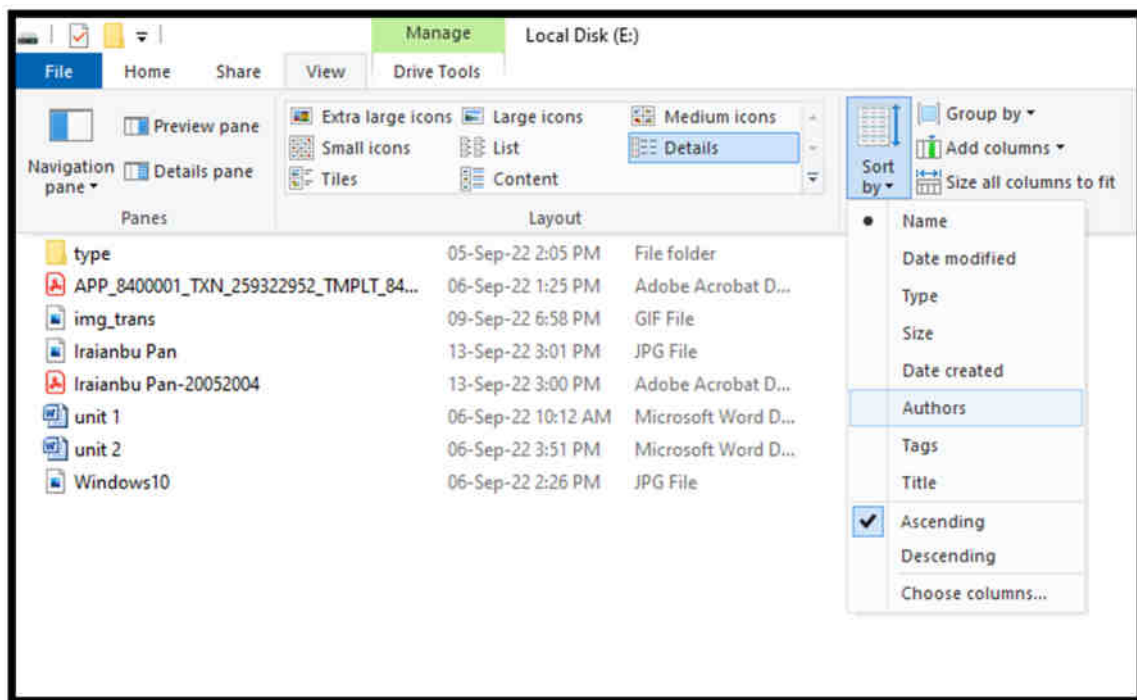 Manage Local Disk (E:)
File Home Share View Drive Tools
Navigation pane
Preview pane
Details pane
Panes
Extra large icons Large icons Medium icons
Small icons List Details
Tiles Content
Layout
Sort by
Group by
Add columns
Size all columns to fit
Name
Date modified
Type
Size
Date created
Authors
Tags
Title
Ascending
Descending
Choose columns...
type 05-Sep-22 2:05 PM File folder
APP_8400001_TXN_259322952_TMPLT_84... 06-Sep-22 1:25 PM Adobe Acrobat D...
img_trans 09-Sep-22 6:58 PM GIF File
Iraianbu Pan 13-Sep-22 3:01 PM JPG File
Iraianbu Pan-20052004 13-Sep-22 3:00 PM Adobe Acrobat D...
unit 1 06-Sep-22 10:12 AM Microsoft Word D...
unit 2 06-Sep-22 3:51 PM Microsoft Word D...
Windows10 06-Sep-22 2:26 PM JPG File